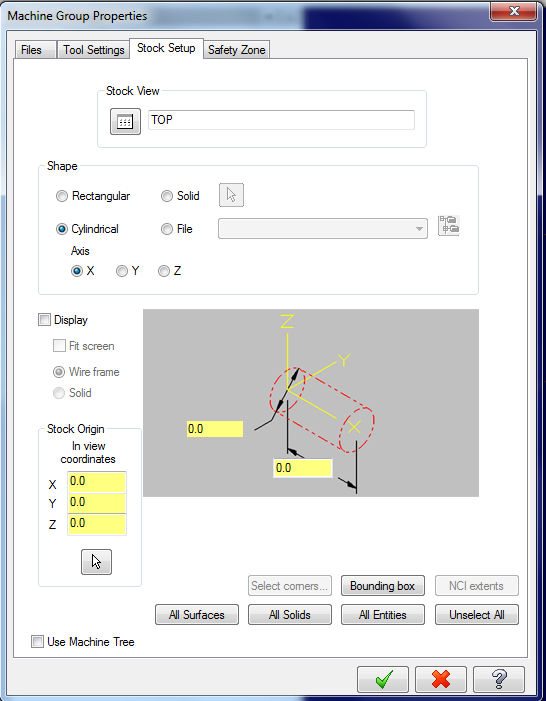 Machine Group Properties
Files Tool Settings Stock Setup Safety Zone
Stock View
TOP
Shape
Rectangular Solid
Cylindrical File
Axis
X Y Z
Display
Fit screen
Wire frame
Solid
Z
Y
X
0.0
0.0
Stock Origin
In view
coordinates
X 0.0
Y 0.0
Z 0.0
Select corners... Bounding box NCI extents
All Surfaces All Solids All Entities Unselect All
Use Machine Tree